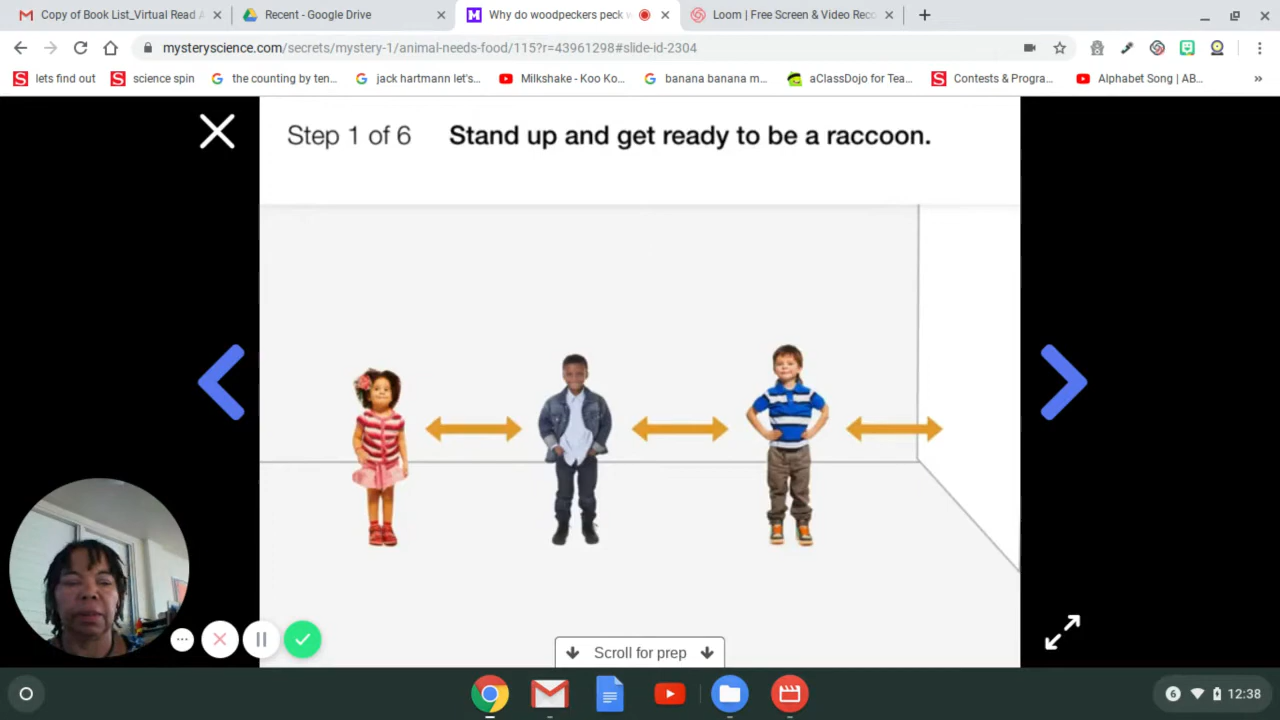 Copy of Book List_Virtual Read A
Recent - Google Drive
Why do woodpeckers peck w
Loom | Free Screen & Video Reco
mysteryscience.com/secrets/mystery-1/animal-needs-food/115?r=43961298#slide-id-2304
lets find out
science spin
the counting by ten...
jack hartmann let's...
Milkshake - Koo Ko...
banana banana m...
aClassDojo for Tea...
Contests & Progra...
Alphabet Song | AB...
»
Step 1 of 6 Stand up and get ready to be a raccoon.
Scroll for prep
6 12:38